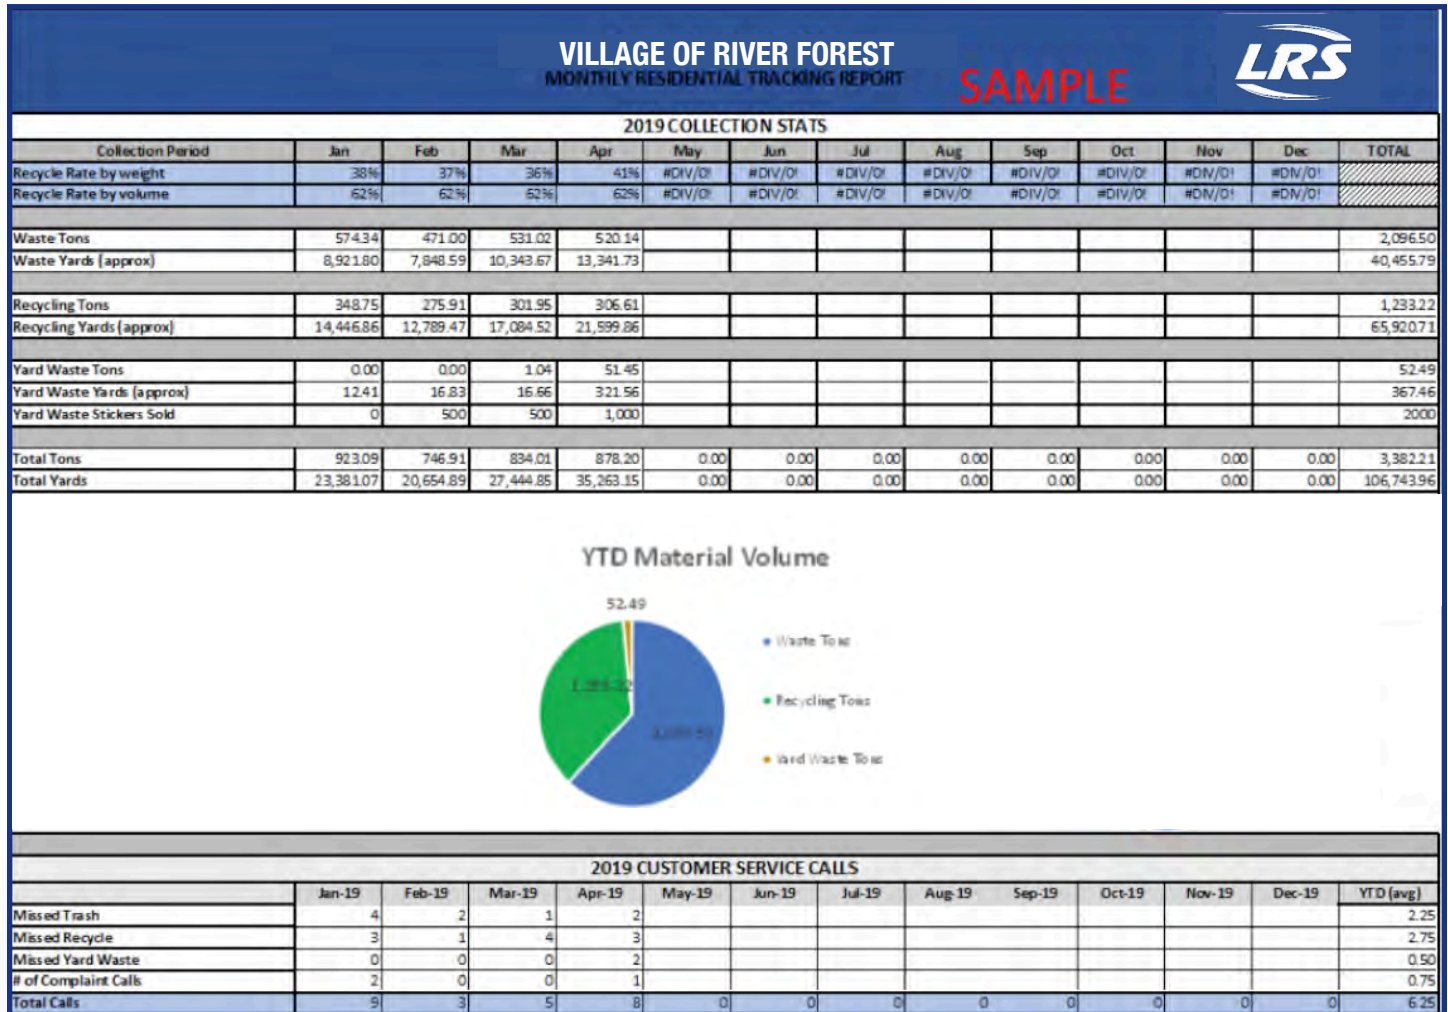 VILLAGE OF RIVER FOREST
MONTHLY RESIDENTIAL TRACKING REPORT
SAMPLE
LRS
2019 COLLECTION STATS
Collection Period Jan Feb Mar Apr May Jun Jul Aug Sep Oct Nov Dec TOTAL
Recycle Rate by weight 38% 37% 36% 41% #DIV/0! #DIV/0! #DIV/0! #DIV/0! #DIV/0! #DIV/0! #DIV/0! #DIV/0!
Recycle Rate by volume 62% 62% 62% 62% #DIV/0! #DIV/0! #DIV/0! #DIV/0! #DIV/0! #DIV/0! #DIV/0! #DIV/0!
Waste Tons 574.34 471.00 531.02 520.14 2,096.50
Waste Yards (approx) 8,921.80 7,848.59 10,343.67 13,341.73 40,455.79
Recycling Tons 348.75 275.91 301.95 306.61 1,233.22
Recycling Yards (approx) 14,446.86 12,789.47 17,084.52 21,599.86 65,920.71
Yard Waste Tons 0.00 0.00 1.04 51.45 52.49
Yard Waste Yards (approx) 12.41 16.83 16.66 321.56 367.46
Yard Waste Stickers Sold 0 500 500 1,000 2000
Total Tons 923.09 746.91 834.01 878.20 0.00 0.00 0.00 0.00 0.00 0.00 0.00 0.00 3,382.21
Total Yards 23,381.07 20,654.89 27,444.85 35,263.15 0.00 0.00 0.00 0.00 0.00 0.00 0.00 0.00 106,743.96
YTD Material Volume
52.49
Waste Tons
Recycling Tons
Yard Waste Tons
2019 CUSTOMER SERVICE CALLS
Jan-19 Feb-19 Mar-19 Apr-19 May-19 Jun-19 Jul-19 Aug-19 Sep-19 Oct-19 Nov-19 Dec-19 YTD (avg)
Missed Trash 4 2 1 2 2.25
Missed Recycle 3 1 4 3 2.75
Missed Yard Waste 0 0 0 2 0.50
# of Complaint Calls 2 0 0 1 0.75
Total Calls 9 3 5 8 0 0 0 0 0 0 0 0 6.25